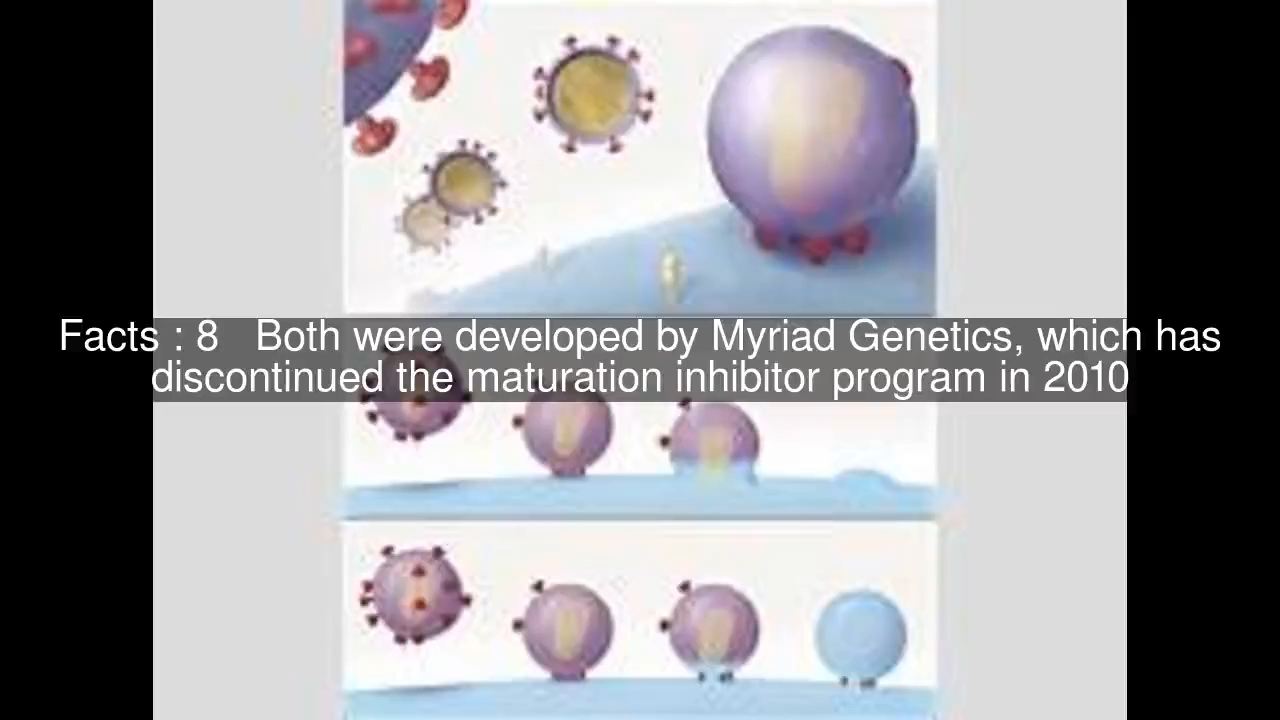 Facts : 8   Both were developed by Myriad Genetics, which has
discontinued the maturation inhibitor program in 2010